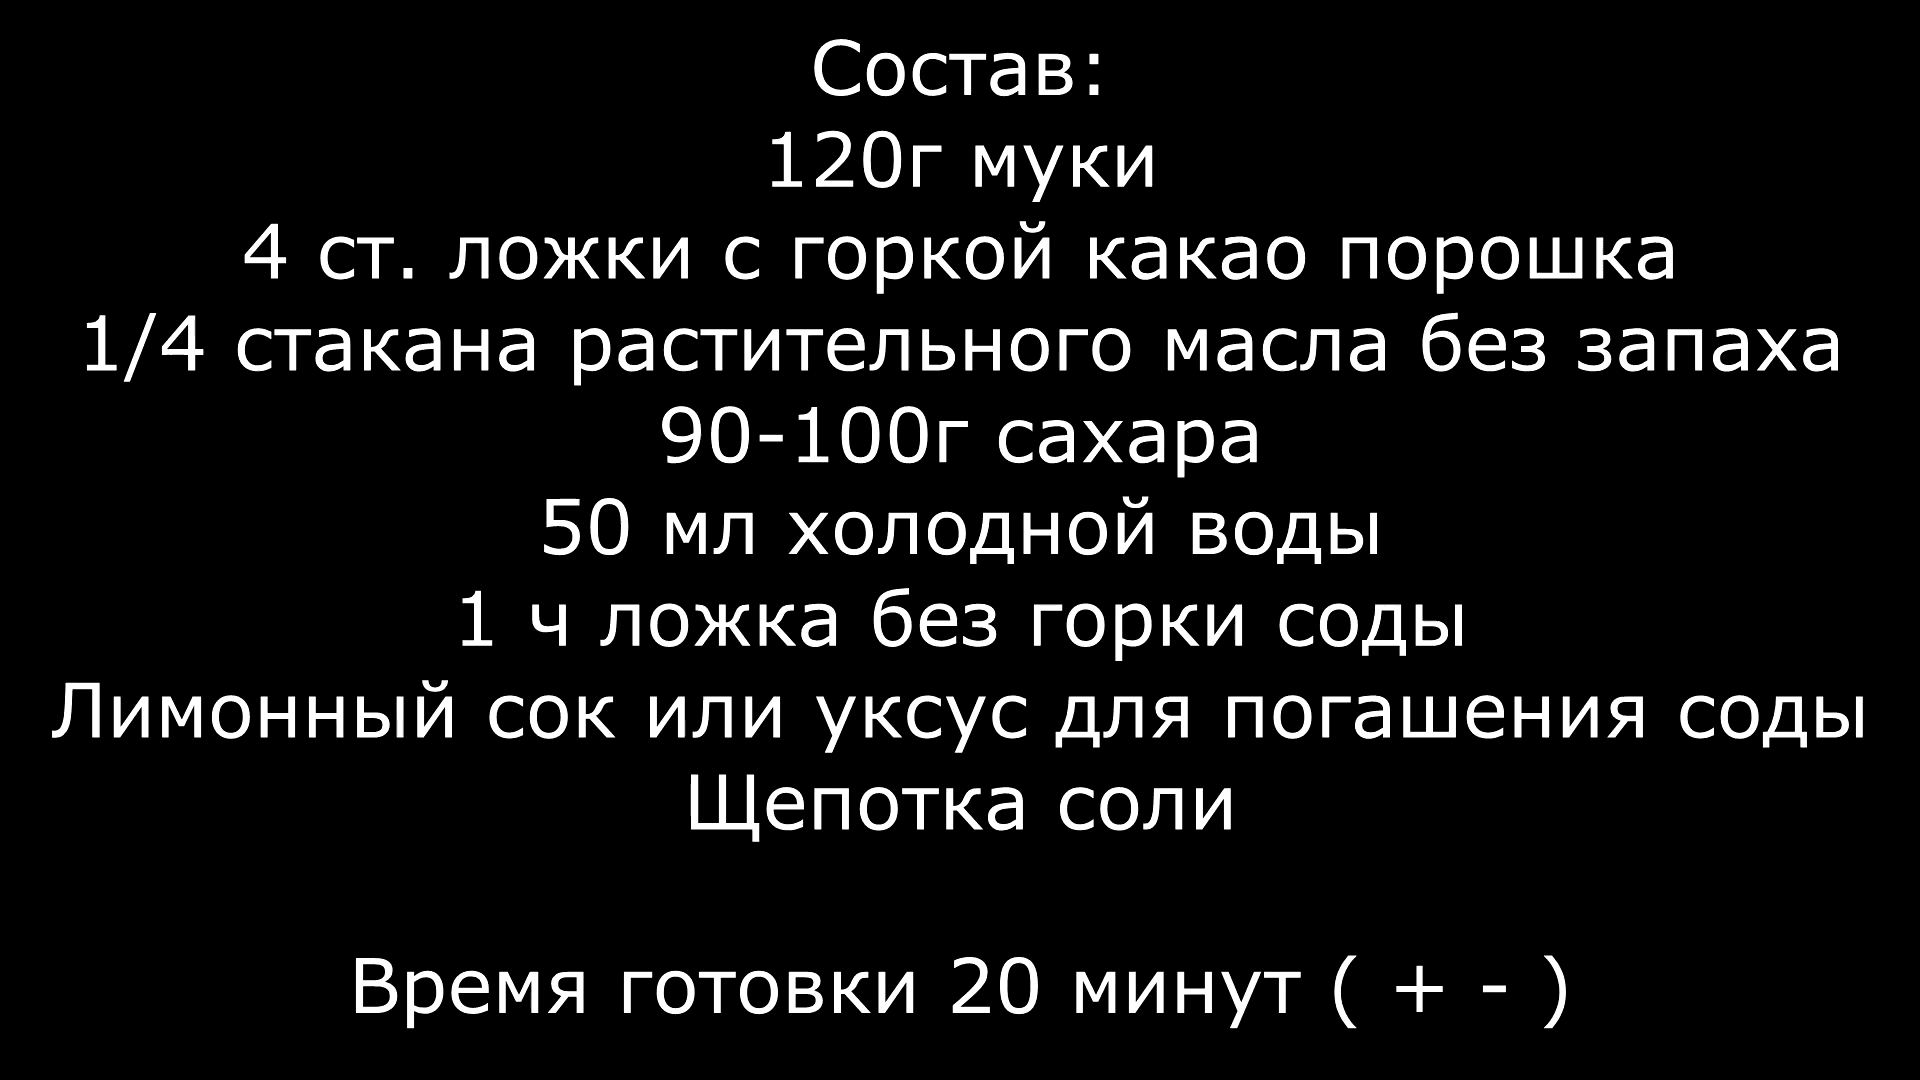 Состав:
120г муки
4 ст. ложки с горкой какао порошка
1/4 стакана растительного масла без запаха
90-100г сахара
50 мл холодной воды
1 ч ложка без горки соды
Лимонный сок или уксус для погашения соды
Щепотка соли
Время готовки 20 минут ( + - )